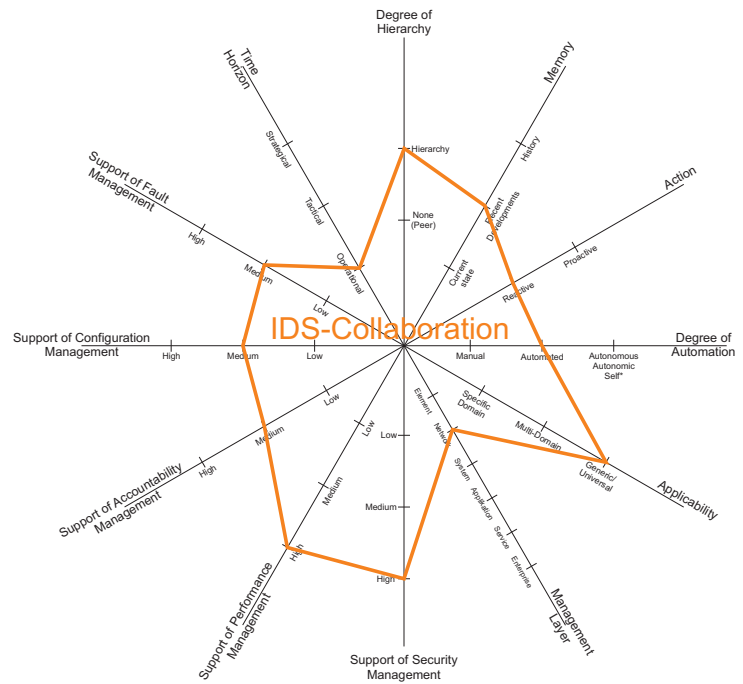 Degree of
Hierarchy
Time
Horizon
Memory
Strategical
Hierarchy
History
Support of Fault
Management
Action
High
Tactical
None
(Peer)
Recent
Developments
Proactive
Medium
Operational
Current
state
Reactive
Low
IDS-Collaboration
Support of Configuration
Management
High
Medium
Low
Manual
Automated
Autonomous
Autonomic
Self*
Degree of
Automation
Low
Low
Element
Specific
Domain
Medium
Low
Network
Multi-Domain
High
System
Generic/
Universal
Support of Accountability
Management
Medium
Medium
Applikation
Applicability
Service
High
High
Enterprise
Support of Performance
Management
Management
Layer
Support of Security
Management